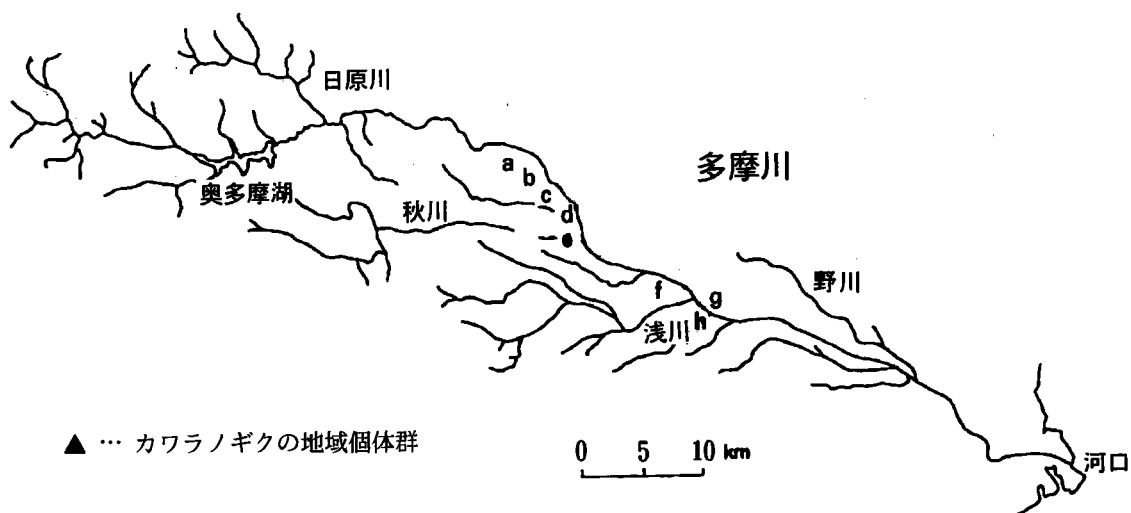 日原川
多摩川
a
b
c
奥多摩湖
秋川
d
e
野川
f
g
浅川
h
▲ … カワラノギクの地域個体群
0 5 10 km
河口